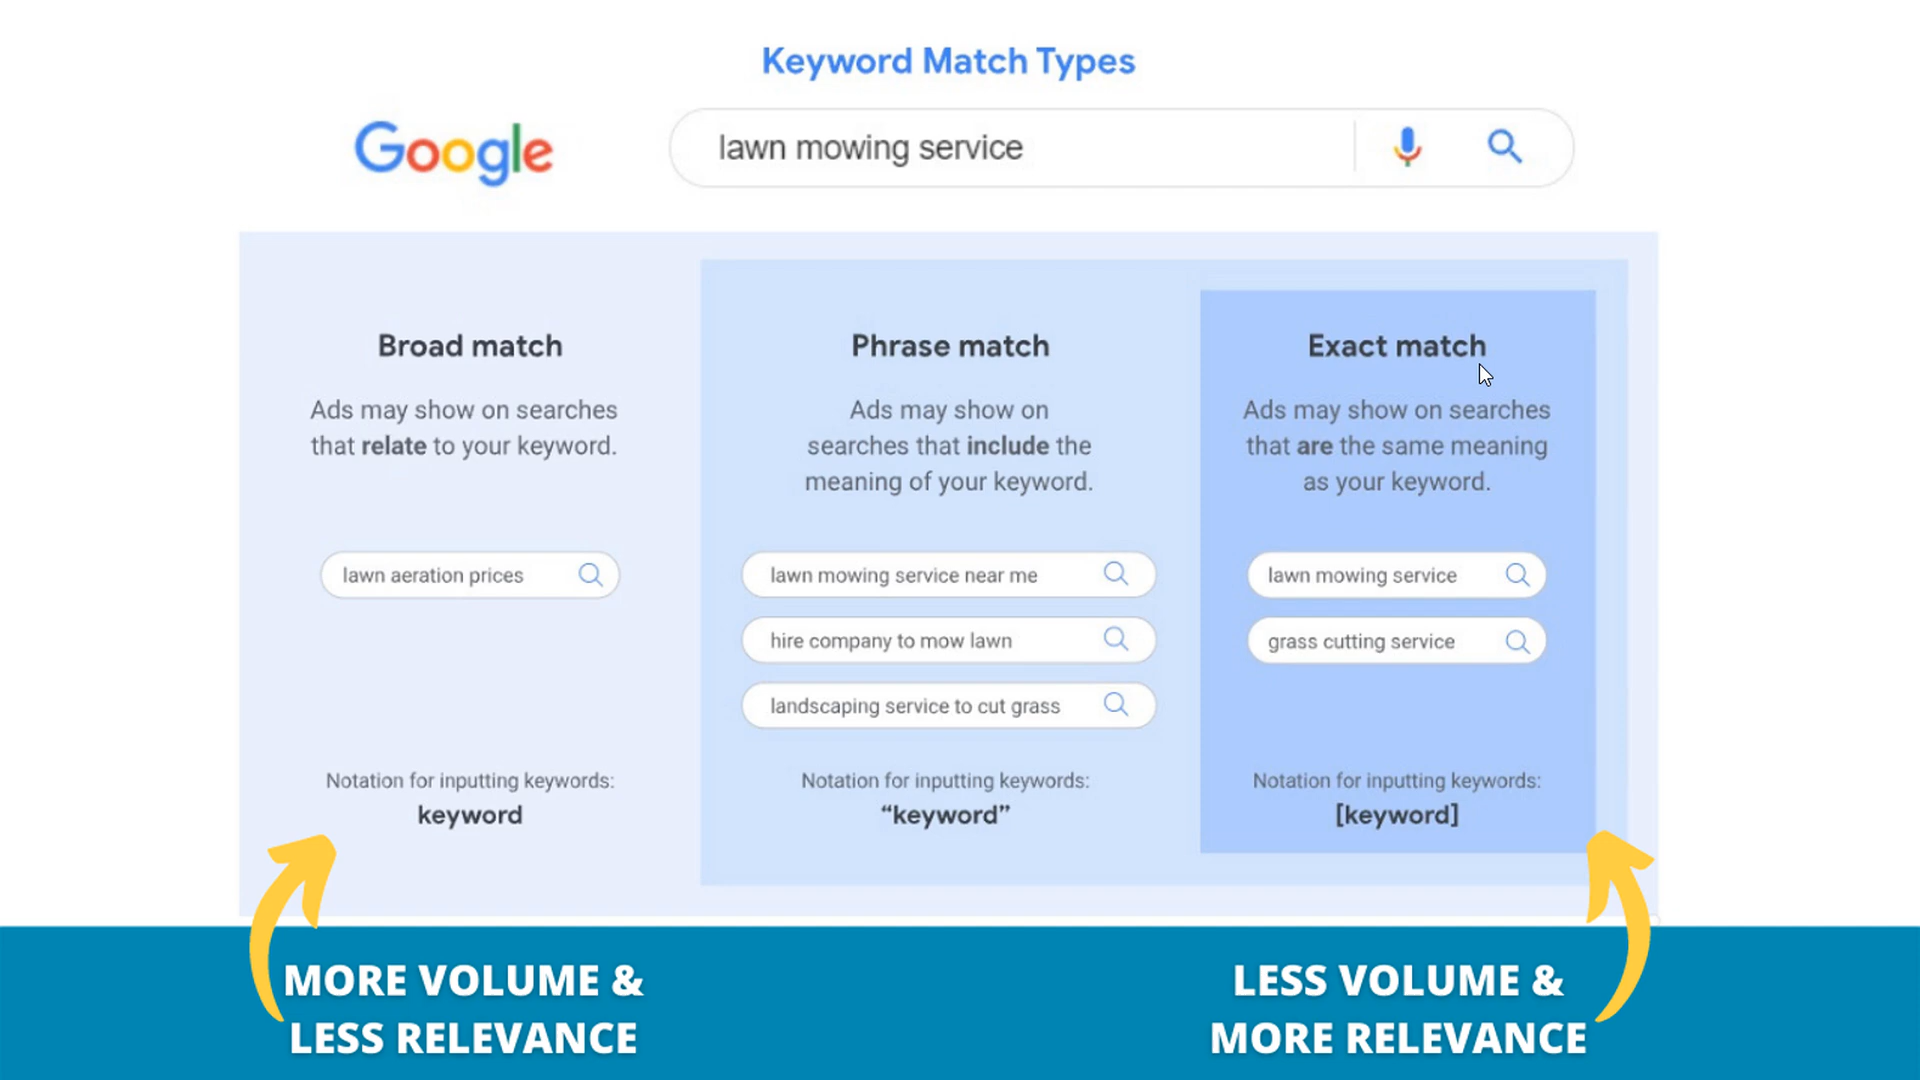 Keyword Match Types
Google
lawn mowing service
Broad match
Ads may show on searches
that relate to your keyword.
lawn aeration prices
Notation for inputting keywords:
keyword
Phrase match
Ads may show on
searches that include the
meaning of your keyword.
lawn mowing service near me
hire company to mow lawn
landscaping service to cut grass
Notation for inputting keywords:
“keyword”
Exact match
Ads may show on searches
that are the same meaning
as your keyword.
lawn mowing service
grass cutting service
Notation for inputting keywords:
[keyword]
MORE VOLUME &
LESS RELEVANCE
LESS VOLUME &
MORE RELEVANCE